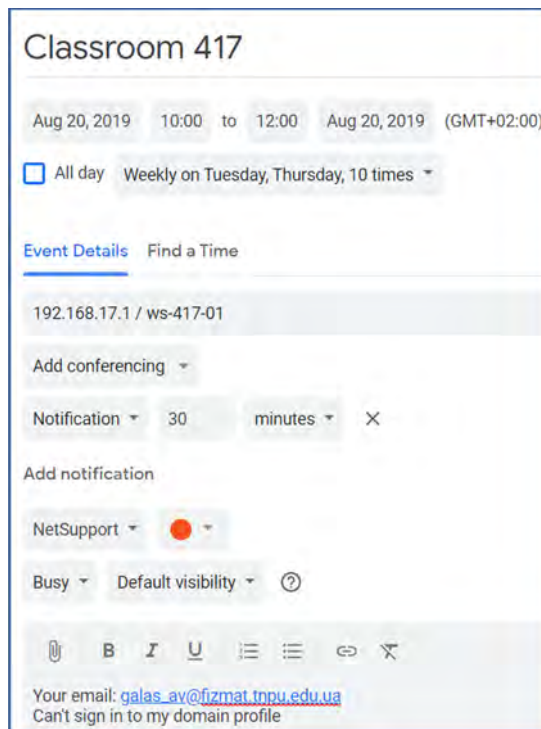 Classroom 417
Aug 20, 2019 10:00 to 12:00 Aug 20, 2019 (GMT+02:00)
All day Weekly on Tuesday, Thursday, 10 times
Event Details Find a Time
192.168.17.1 / ws-417-01
Add conferencing
Notification 30 minutes
Add notification
NetSupport
Busy Default visibility ?
B I U
Your email: galas_av@fizmat.tnpu.edu.ua
Can't sign in to my domain profile